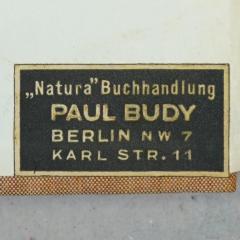 „Natura” Buchhandlung
PAUL BUDY
BERLIN NW 7
KARL STR. 11